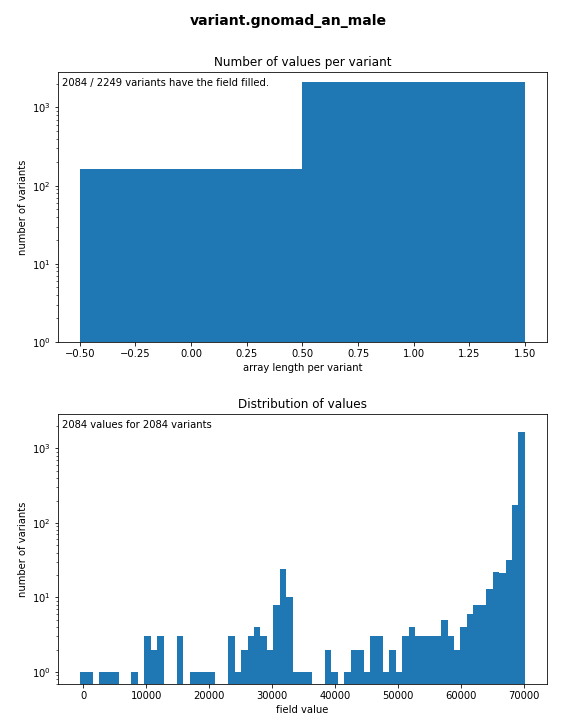 variant.gnomad_an_male
Number of values per variant
2084 / 2249 variants have the field filled.
number of variants
10³
10²
10¹
10⁰
−0.50 −0.25 0.00 0.25 0.50 0.75 1.00 1.25 1.50
array length per variant
Distribution of values
2084 values for 2084 variants
number of variants
10³
10²
10¹
10⁰
0 10000 20000 30000 40000 50000 60000 70000
field value